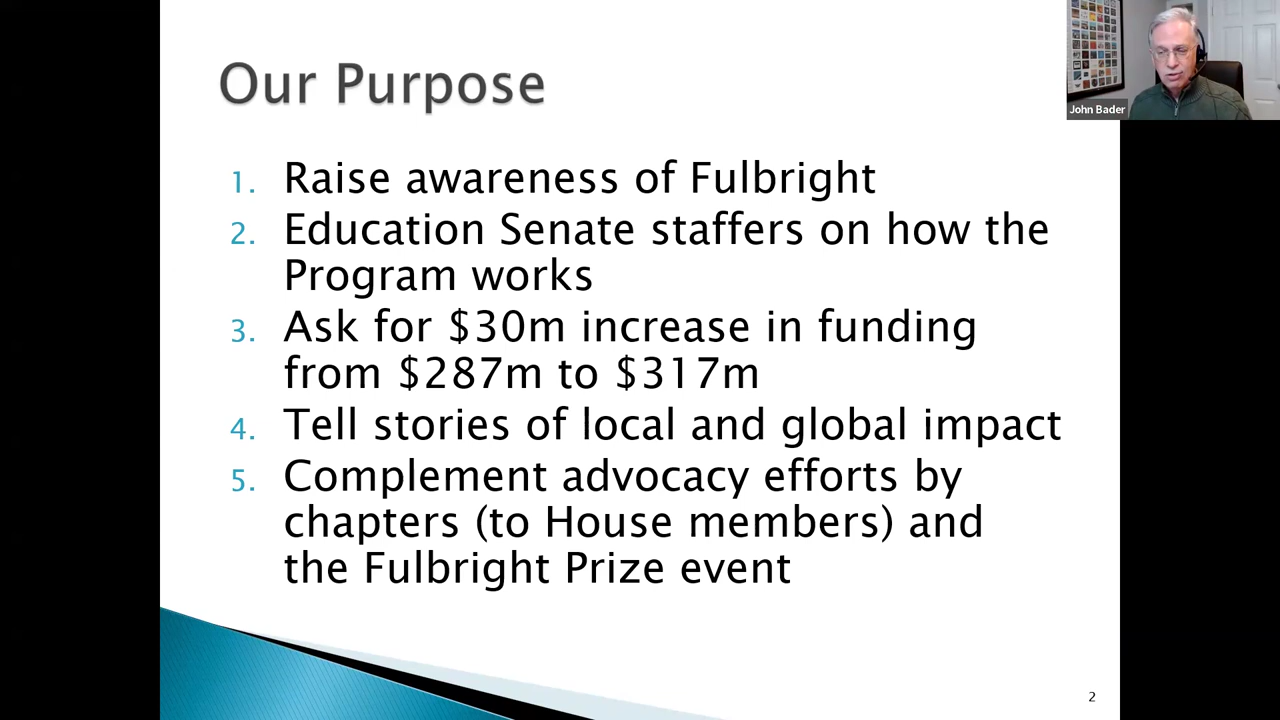 Our Purpose
1. Raise awareness of Fulbright
2. Education Senate staffers on how the
Program works
3. Ask for $30m increase in funding
from $287m to $317m
4. Tell stories of local and global impact
5. Complement advocacy efforts by
chapters (to House members) and
the Fulbright Prize event
John Bader
2